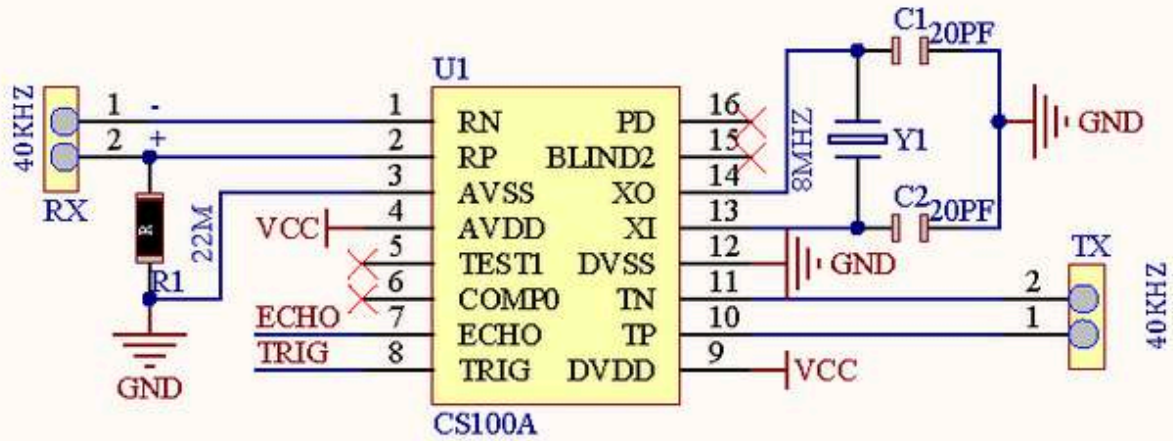 C1
20PF
U1
40KHZ
1 -
2 +
RX
1 RN
2 RP
3 AVSS
VCC 4 AVDD
5 TEST1
6 COMP0
ECHO 7 ECHO
TRIG 8 TRIG
PD 16
BLIND2 15
XO 14
XI 13
DVSS 12
TN 11
TP 10
DVDD 9 VCC
CS100A
R
22M
R1
GND
8MHZ
Y1
GND
C2
20PF
GND
TX
2
1
40KHZ